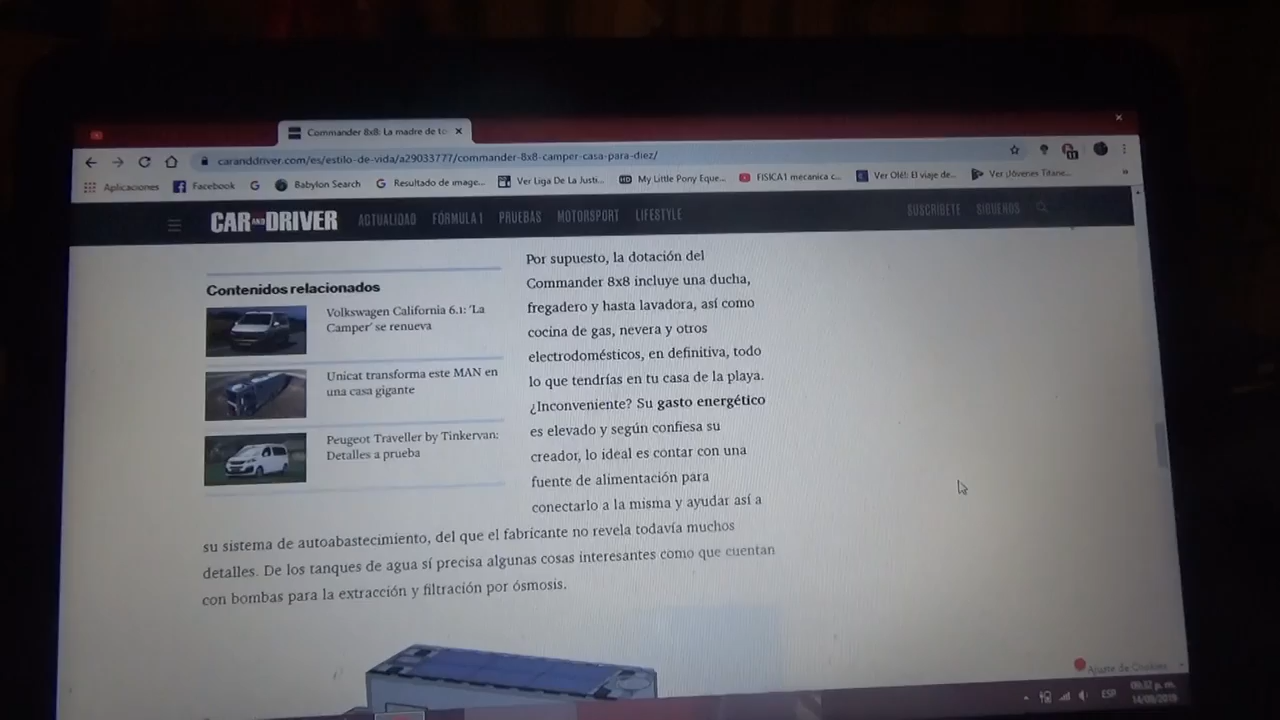 Commander 8x8: La madre de to
caranddriver.com/es/estilo-de-vida/a29033777/commander-8x8-camper-casa-para-diez/
11
Aplicaciones Facebook Babylon Search Resultado de image... Ver Liga De La Justi... My Little Pony Eque... FISICA1 mecanica c... Ver Olé!: El viaje de... Ver Jóvenes Titane...
CAR AND DRIVER ACTUALIDAD FÓRMULA 1 PRUEBAS MOTORSPORT LIFESTYLE SUSCRÍBETE SÍGUENOS
Contenidos relacionados
Volkswagen California 6.1: 'La
Camper' se renueva
Unicat transforma este MAN en
una casa gigante
Peugeot Traveller by Tinkervan:
Detalles a prueba
Por supuesto, la dotación del
Commander 8x8 incluye una ducha,
fregadero y hasta lavadora, así como
cocina de gas, nevera y otros
electrodomésticos, en definitiva, todo
lo que tendrías en tu casa de la playa.
¿Inconveniente? Su gasto energético
es elevado y según confiesa su
creador, lo ideal es contar con una
fuente de alimentación para
conectarlo a la misma y ayudar así a
su sistema de autoabastecimiento, del que el fabricante no revela todavía muchos
detalles. De los tanques de agua sí precisa algunas cosas interesantes como que cuentan
con bombas para la extracción y filtración por ósmosis.
Ajuste de Cookies
ESP
08:32 p. m.